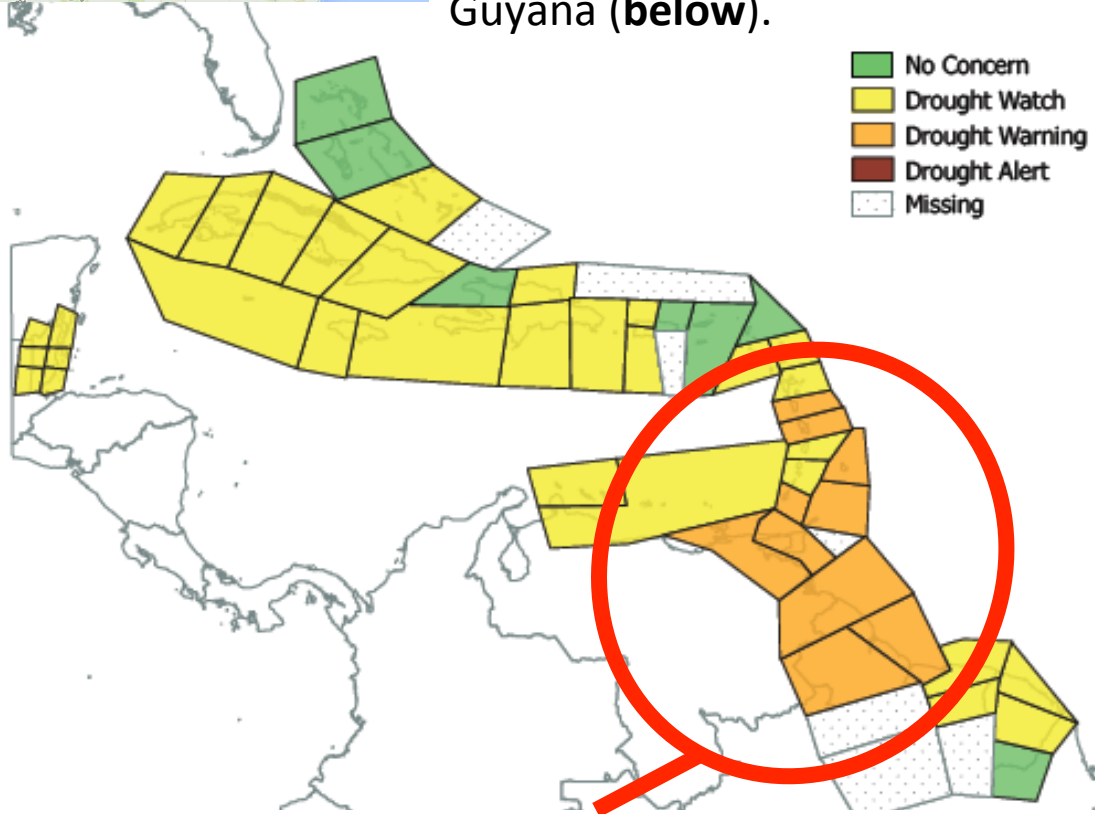 Guyana (below).
No Concern
Drought Watch
Drought Warning
Drought Alert
Missing